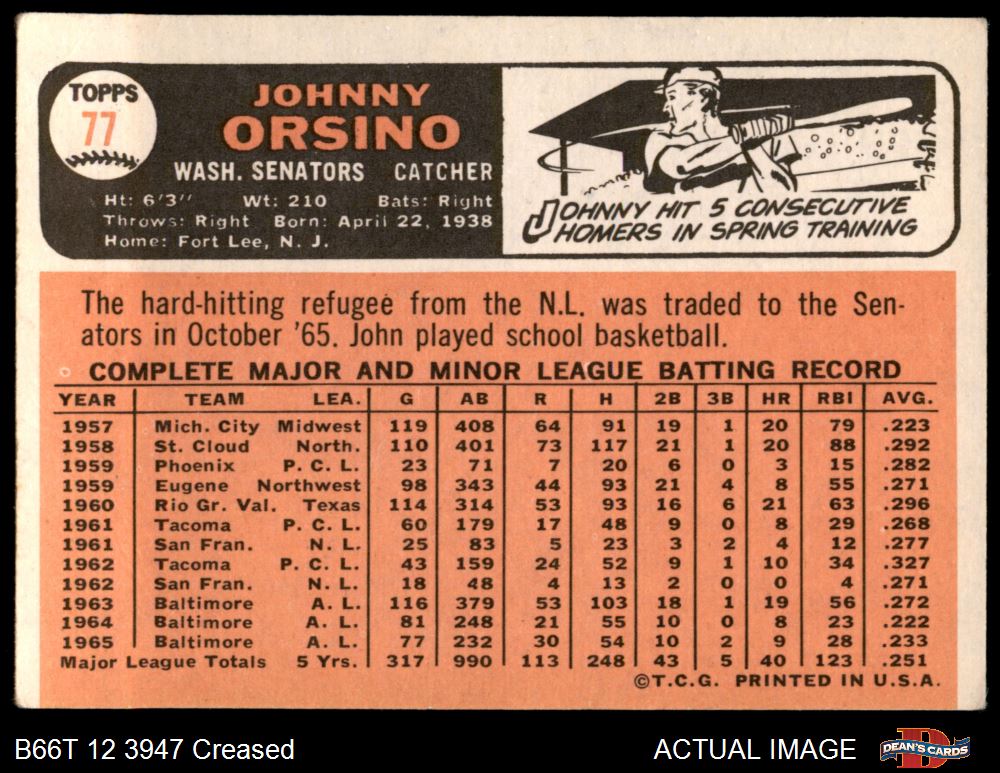 TOPPS
77
JOHNNY
ORSINO
WASH. SENATORS CATCHER
Ht: 6'3" Wt: 210 Bats: Right
Throws: Right Born: April 22, 1938
Home: Fort Lee, N. J.
JOHNNY HIT 5 CONSECUTIVE
HOMERS IN SPRING TRAINING
The hard-hitting refugee from the N.L. was traded to the Sen-
ators in October '65. John played school basketball.
COMPLETE MAJOR AND MINOR LEAGUE BATTING RECORD
YEAR TEAM LEA. G AB R H 2B 3B HR RBI AVG.
1957 Mich. City Midwest 119 408 64 91 19 1 20 79 .223
1958 St. Cloud North. 110 401 73 117 21 1 20 88 .292
1959 Phoenix P. C. L. 23 71 7 20 6 0 3 15 .282
1959 Eugene Northwest 98 343 44 93 21 4 8 55 .271
1960 Rio Gr. Val. Texas 114 314 53 93 16 6 21 63 .296
1961 Tacoma P. C. L. 60 179 17 48 9 0 8 29 .268
1961 San Fran. N. L. 25 83 5 23 3 2 4 12 .277
1962 Tacoma P. C. L. 43 159 24 52 9 1 10 34 .327
1962 San Fran. N. L. 18 48 4 13 2 0 0 4 .271
1963 Baltimore A. L. 116 379 53 103 18 1 19 56 .272
1964 Baltimore A. L. 81 248 21 55 10 0 8 23 .222
1965 Baltimore A. L. 77 232 30 54 10 2 9 28 .233
Major League Totals 5 Yrs. 317 990 113 248 43 5 40 123 .251
©T.C.G. PRINTED IN U.S.A.
B66T 12 3947 Creased ACTUAL IMAGE
DEAN'S CARDS